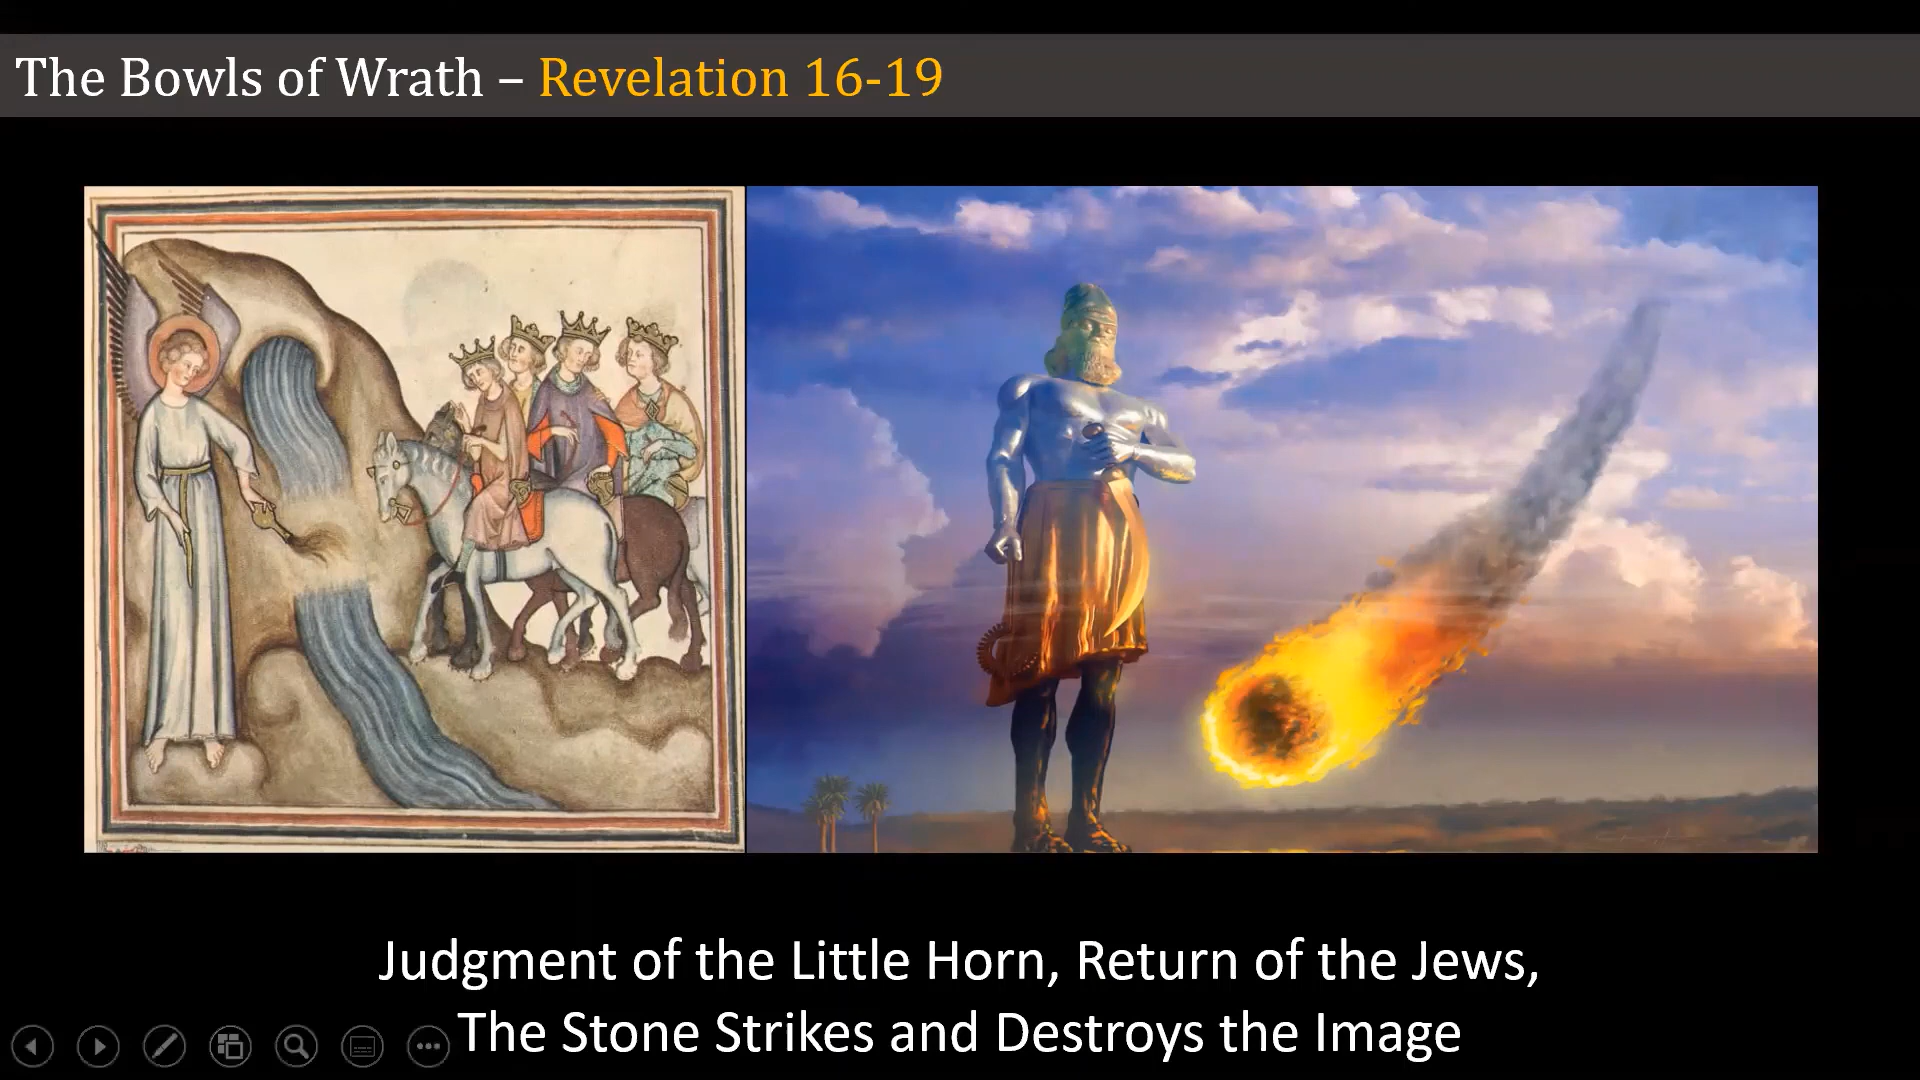 The Bowls of Wrath – Revelation 16-19
Judgment of the Little Horn, Return of the Jews,
The Stone Strikes and Destroys the Image